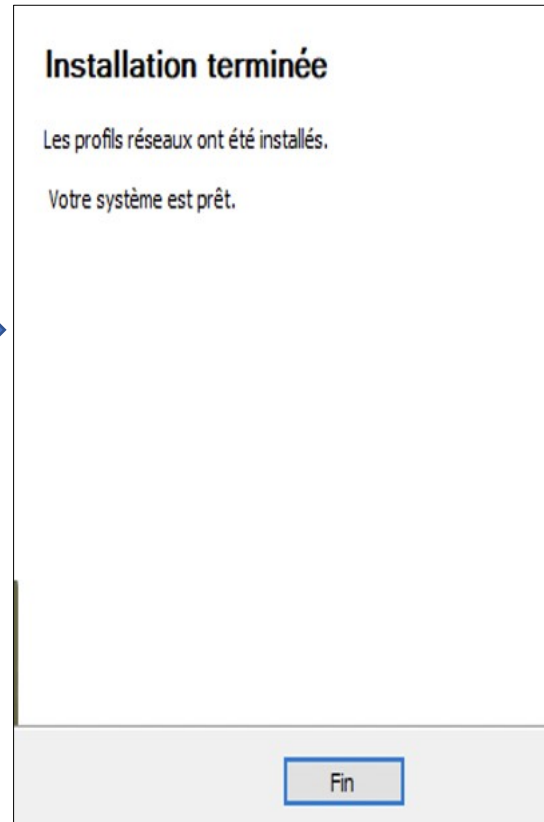 Installation terminée
Les profils réseaux ont été installés.
Votre système est prêt.
Fin